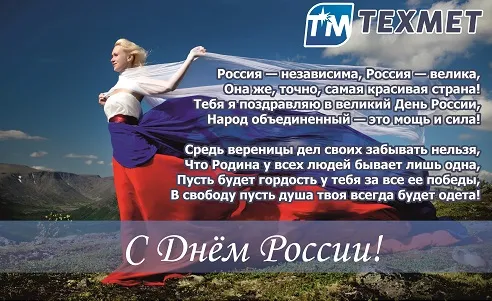 ТМ ТЕХМЕТ
Россия — независима, Россия — велика,
Она же, точно, самая красивая страна!
Тебя я поздравляю в великий День России,
Народ объединенный — это мощь и сила!
Средь вереницы дел своих забывать нельзя,
Что Родина у всех людей бывает лишь одна,
Пусть будет гордость у тебя за все ее победы,
В свободу пусть душа твоя всегда будет одета!
С Днём России!